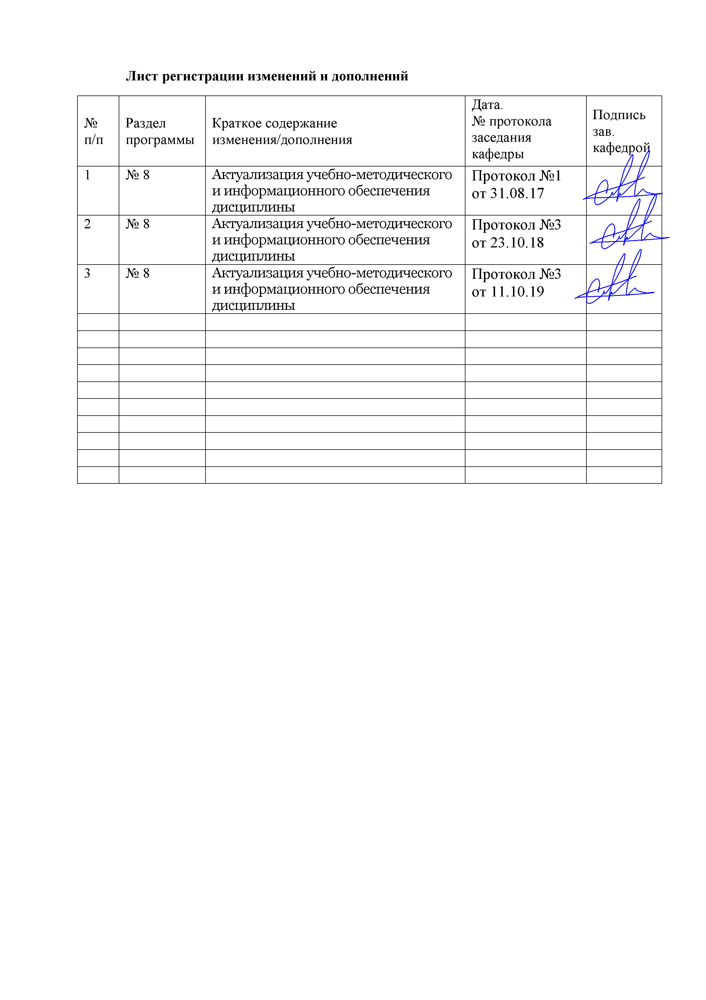 Лист регистрации изменений и дополнений
№
п/п
Раздел
программы
Краткое содержание
изменения/дополнения
Дата.
№ протокола
заседания
кафедры
Подпись
зав.
кафедрой
1
№ 8
Актуализация учебно-методического
и информационного обеспечения
дисциплины
Протокол №1
от 31.08.17
2
№ 8
Актуализация учебно-методического
и информационного обеспечения
дисциплины
Протокол №3
от 23.10.18
3
№ 8
Актуализация учебно-методического
и информационного обеспечения
дисциплины
Протокол №3
от 11.10.19